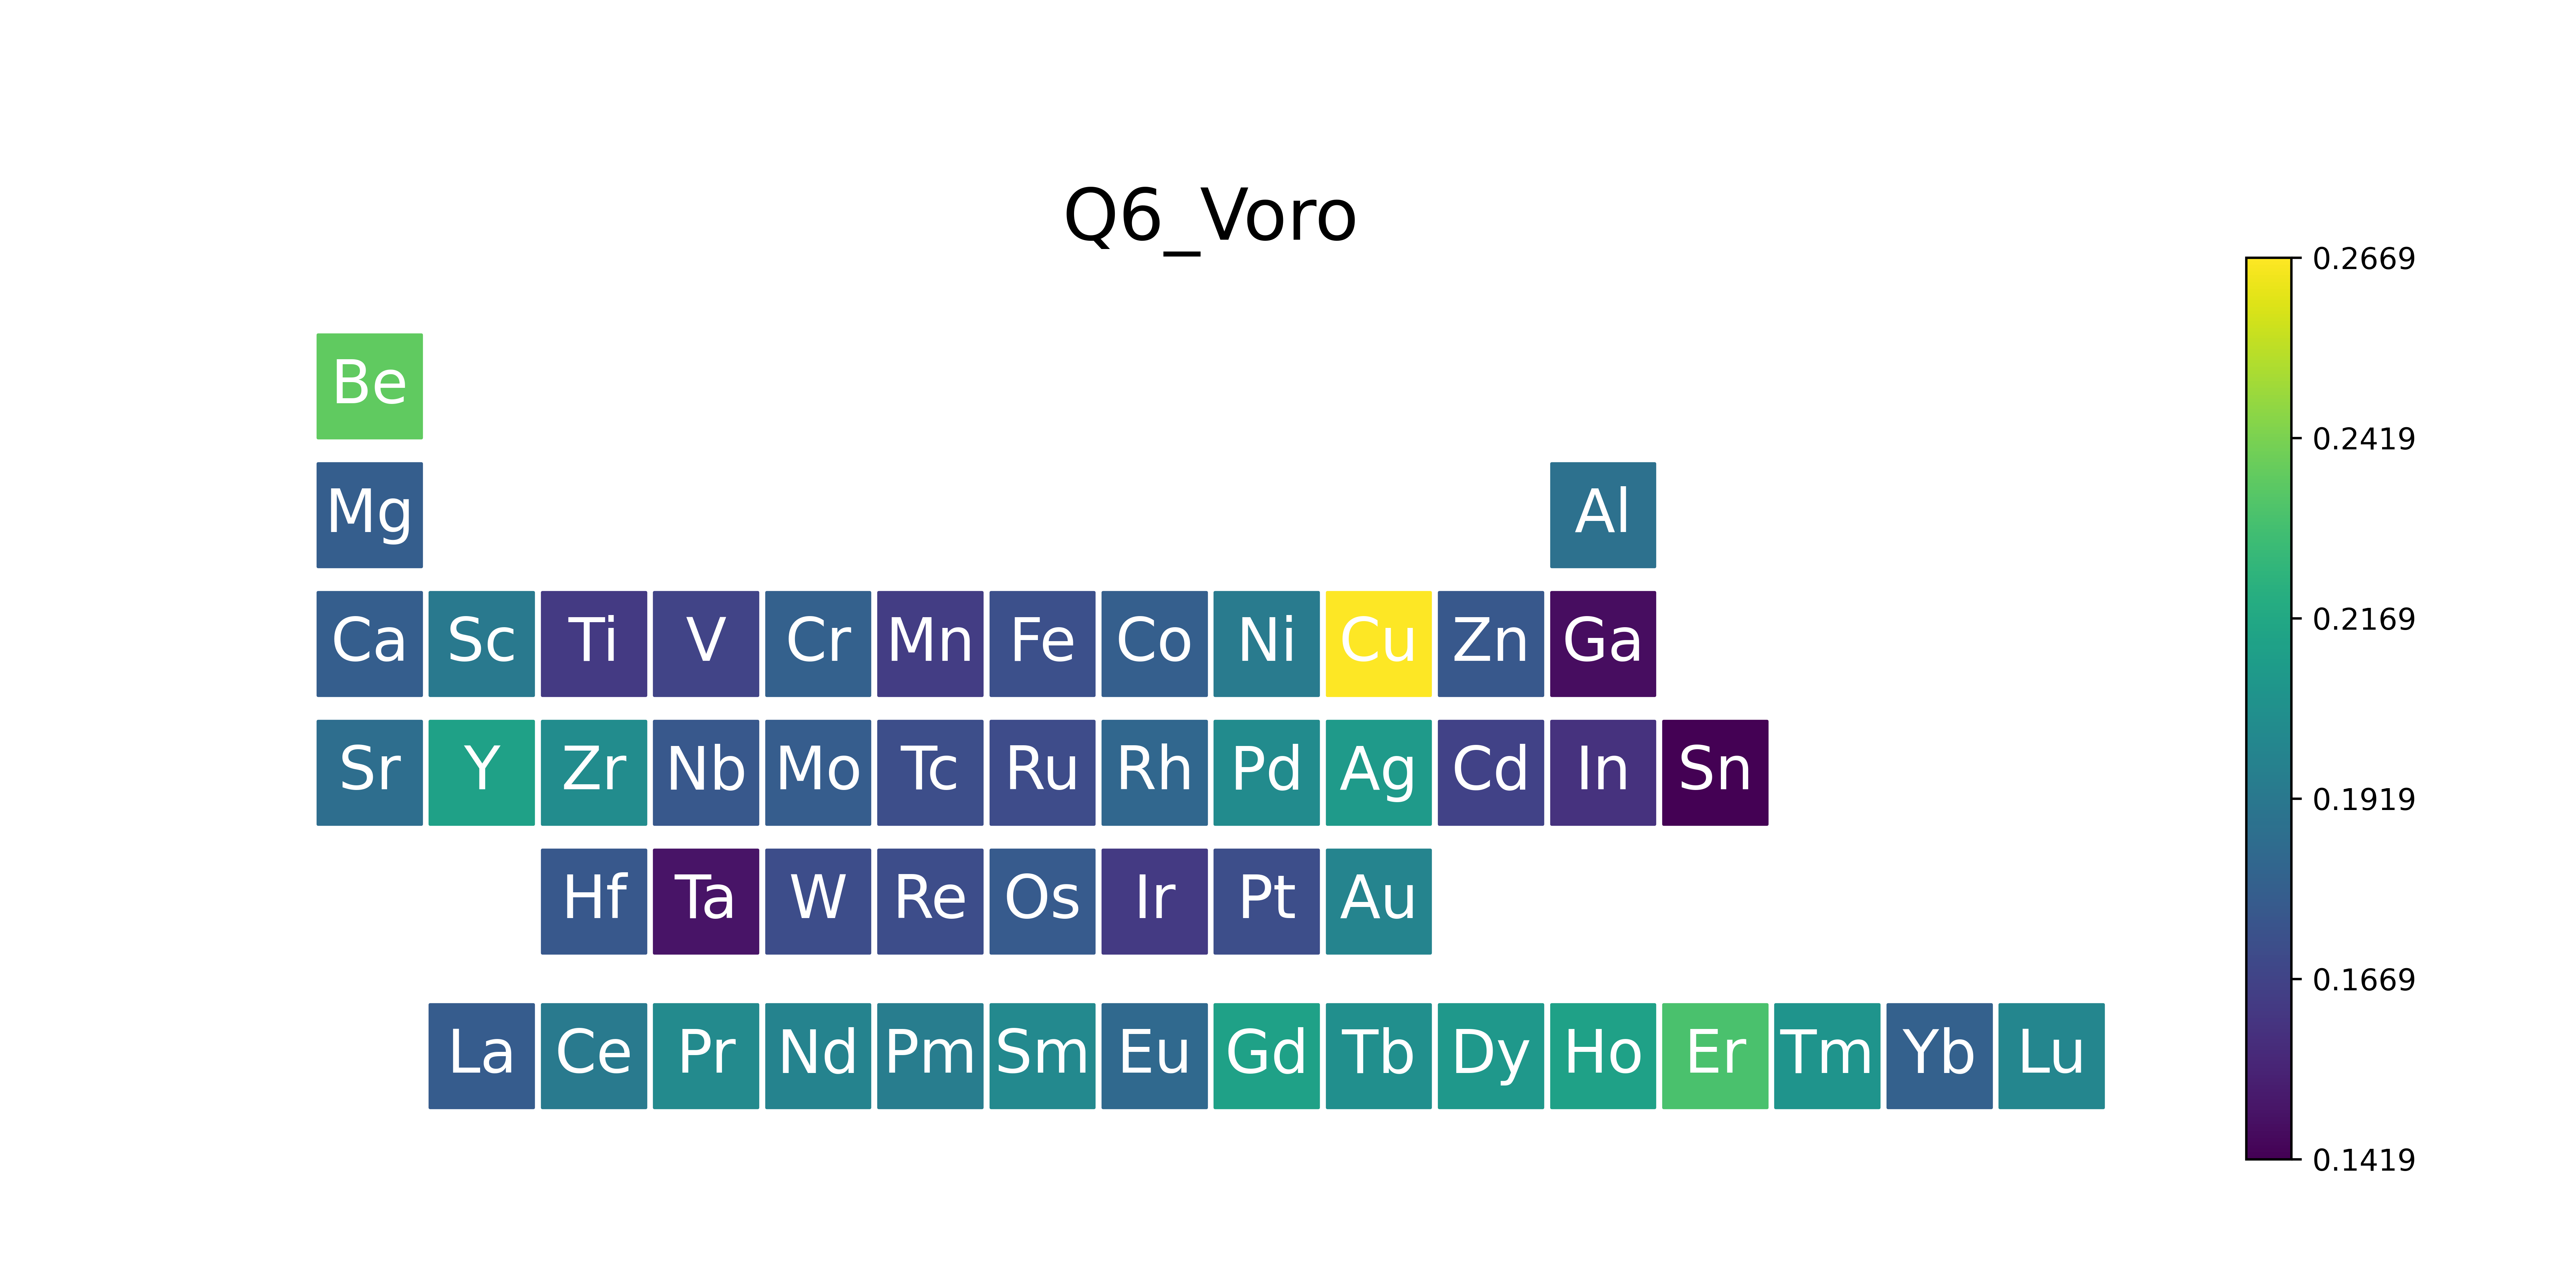 Q6_Voro
Be
Mg Al
Ca Sc Ti V Cr Mn Fe Co Ni Cu Zn Ga
Sr Y Zr Nb Mo Tc Ru Rh Pd Ag Cd In Sn
Hf Ta W Re Os Ir Pt Au
La Ce Pr Nd Pm Sm Eu Gd Tb Dy Ho Er Tm Yb Lu
0.2669
0.2419
0.2169
0.1919
0.1669
0.1419